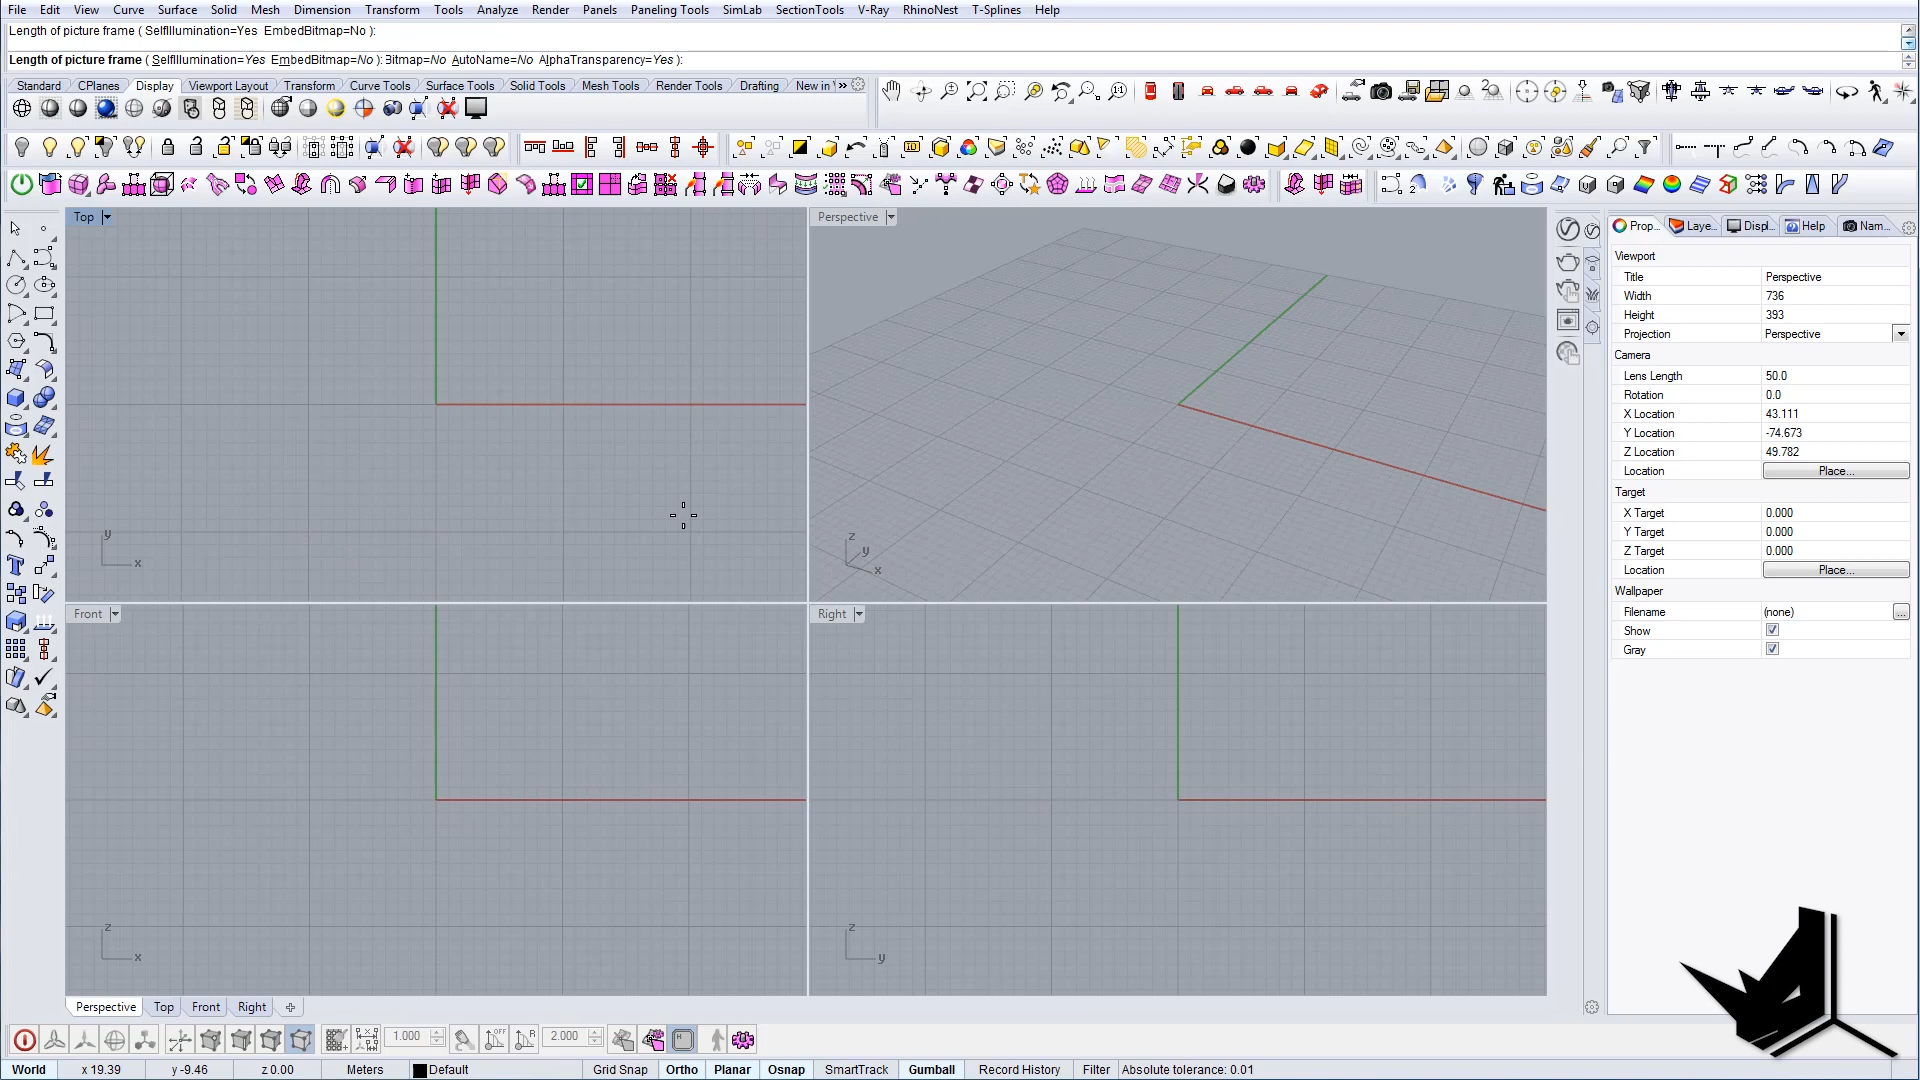 File Edit View Curve Surface Solid Mesh Dimension Transform Tools Analyze Render Panels Paneling Tools SimLab SectionTools V-Ray RhinoNest T-Splines Help
Length of picture frame ( SelfIllumination=Yes EmbedBitmap=No ):
Length of picture frame ( SelfIllumination=Yes EmbedBitmap=No ): Bitmap=No AutoName=No AlphaTransparency=Yes ):
Standard CPlanes Display Viewport Layout Transform Curve Tools Surface Tools Solid Tools Mesh Tools Render Tools Drafting New in
Top
Perspective
Prop... Laye... Displ... Help Nam...
Viewport
Title Perspective
Width 736
Height 393
Projection Perspective
Camera
Lens Length 50.0
Rotation 0.0
X Location 43.111
Y Location -74.673
Z Location 49.782
Location Place...
Target
X Target 0.000
Y Target 0.000
Z Target 0.000
Location Place...
Wallpaper
Filename (none) ...
Show
Gray
y
x
z
y
x
Front
Right
z
x
z
y
Perspective Top Front Right
1.000 2.000
World x 19.39 y -9.46 z 0.00 Meters Default Grid Snap Ortho Planar Osnap SmartTrack Gumball Record History Filter Absolute tolerance: 0.01